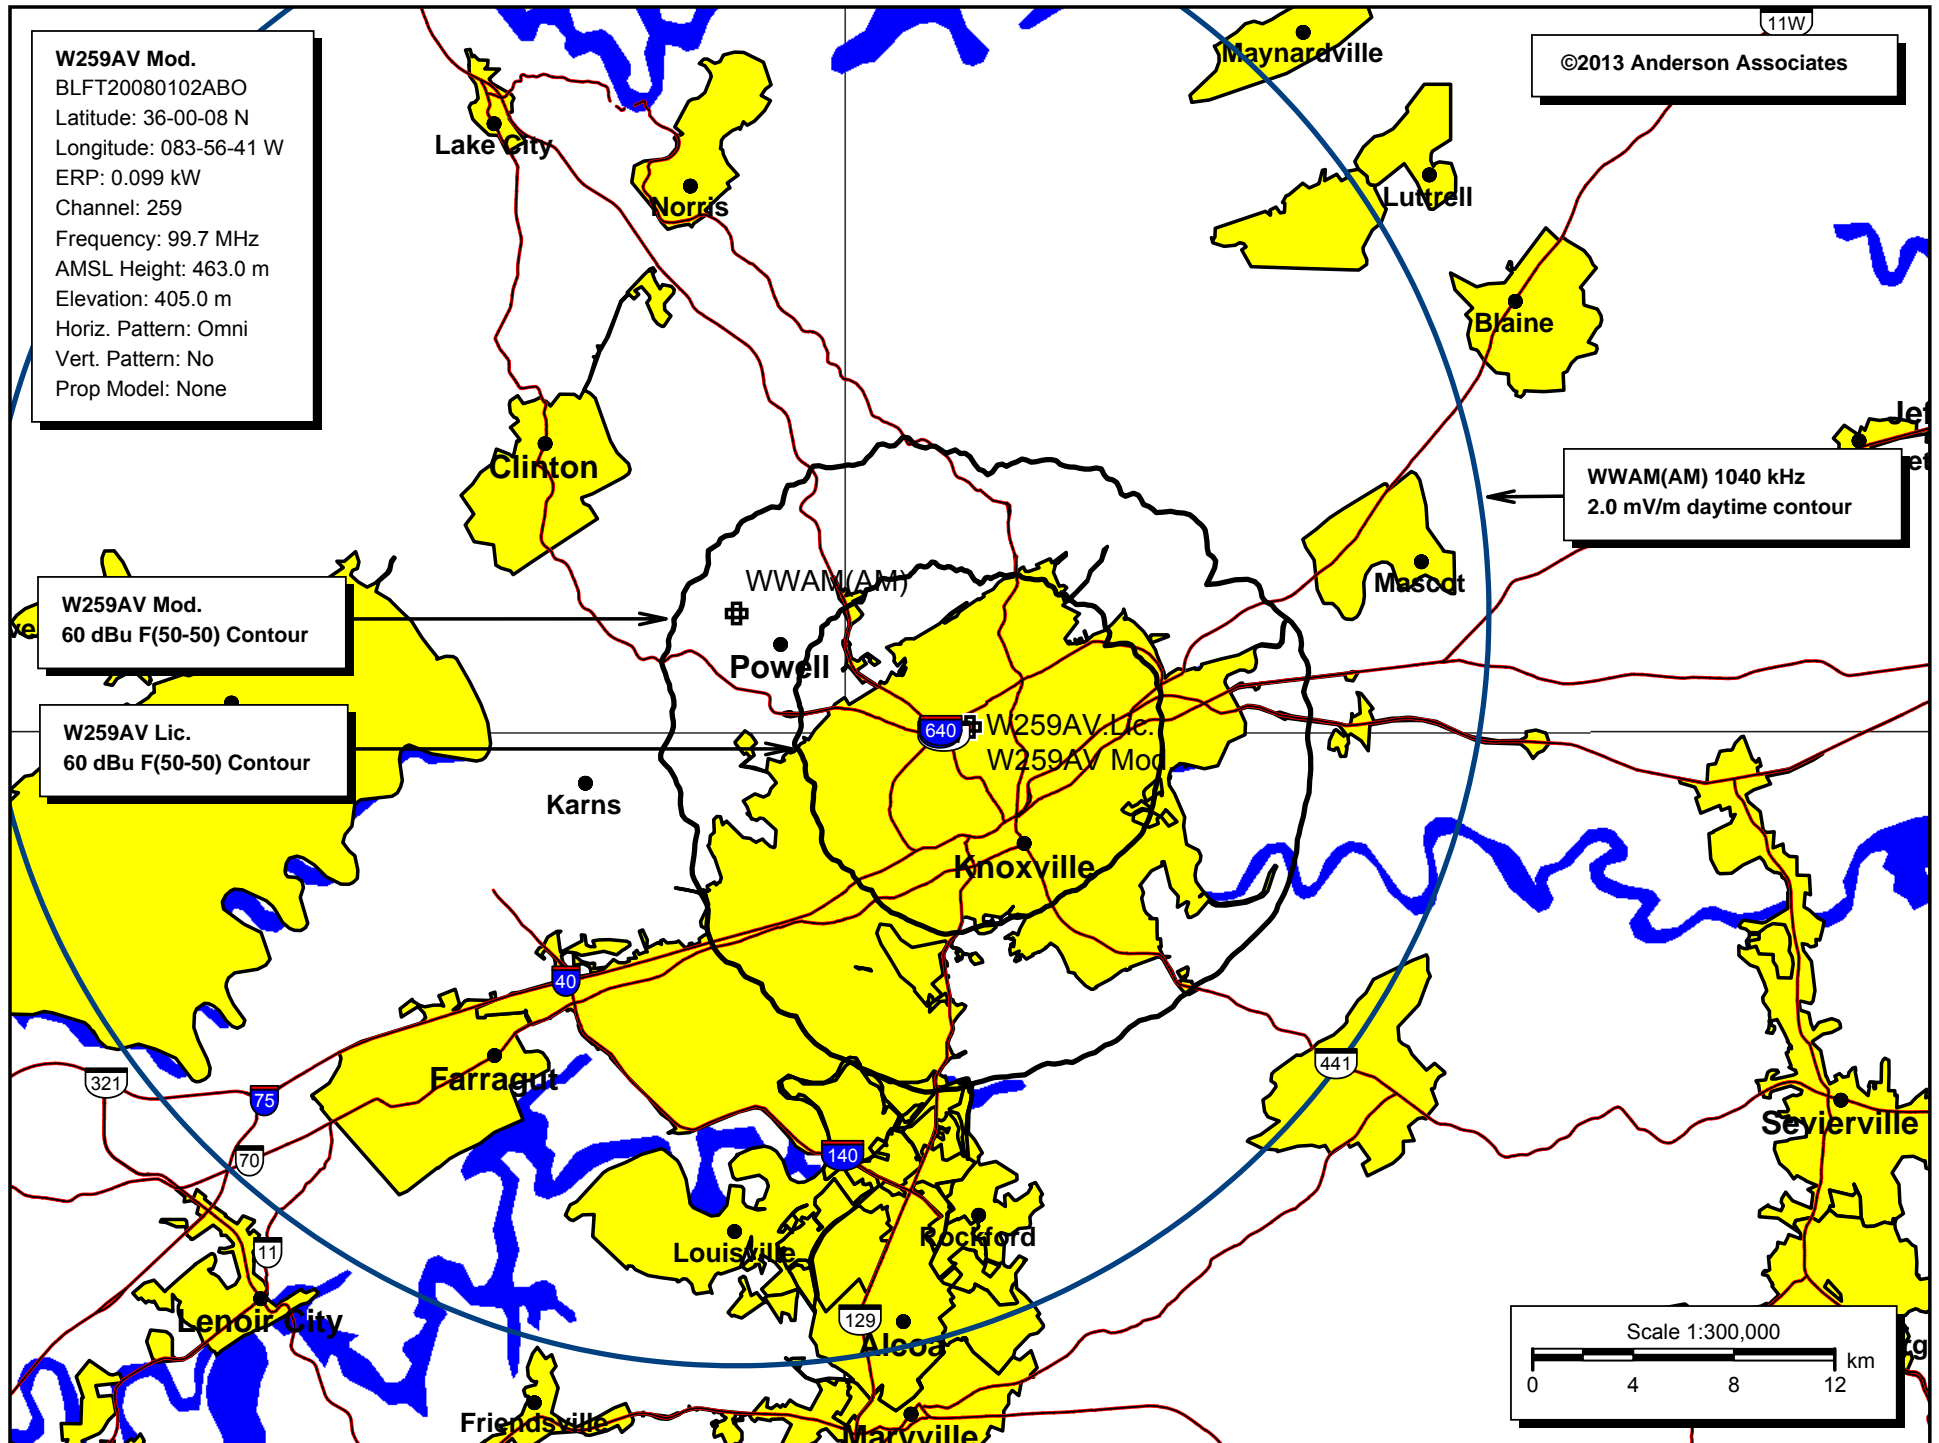 W259AV Mod.
BLFT20080102ABO
Latitude: 36-00-08 N
Longitude: 083-56-41 W
ERP: 0.099 kW
Channel: 259
Frequency: 99.7 MHz
AMSL Height: 463.0 m
Elevation: 405.0 m
Horiz. Pattern: Omni
Vert. Pattern: No
Prop Model: None
11W
Maynardville
©2013 Anderson Associates
Lake City
Norris
Luttrell
Blaine
Clinton
WWAM(AM) 1040 kHz
2.0 mV/m daytime contour
WWAM(AM)
Mascot
W259AV Mod.
60 dBu F(50-50) Contour
Powell
W259AV Lic.
60 dBu F(50-50) Contour
640
W259AV.Lic.
W259AV Mod.
Karns
Knoxville
40
441
321
75
Farragut
Sevierville
70
140
11
Louisville
Rockford
Lenoir City
129
Alcoa
Scale 1:300,000
km
0 4 8 12
Friendsville
Maryville